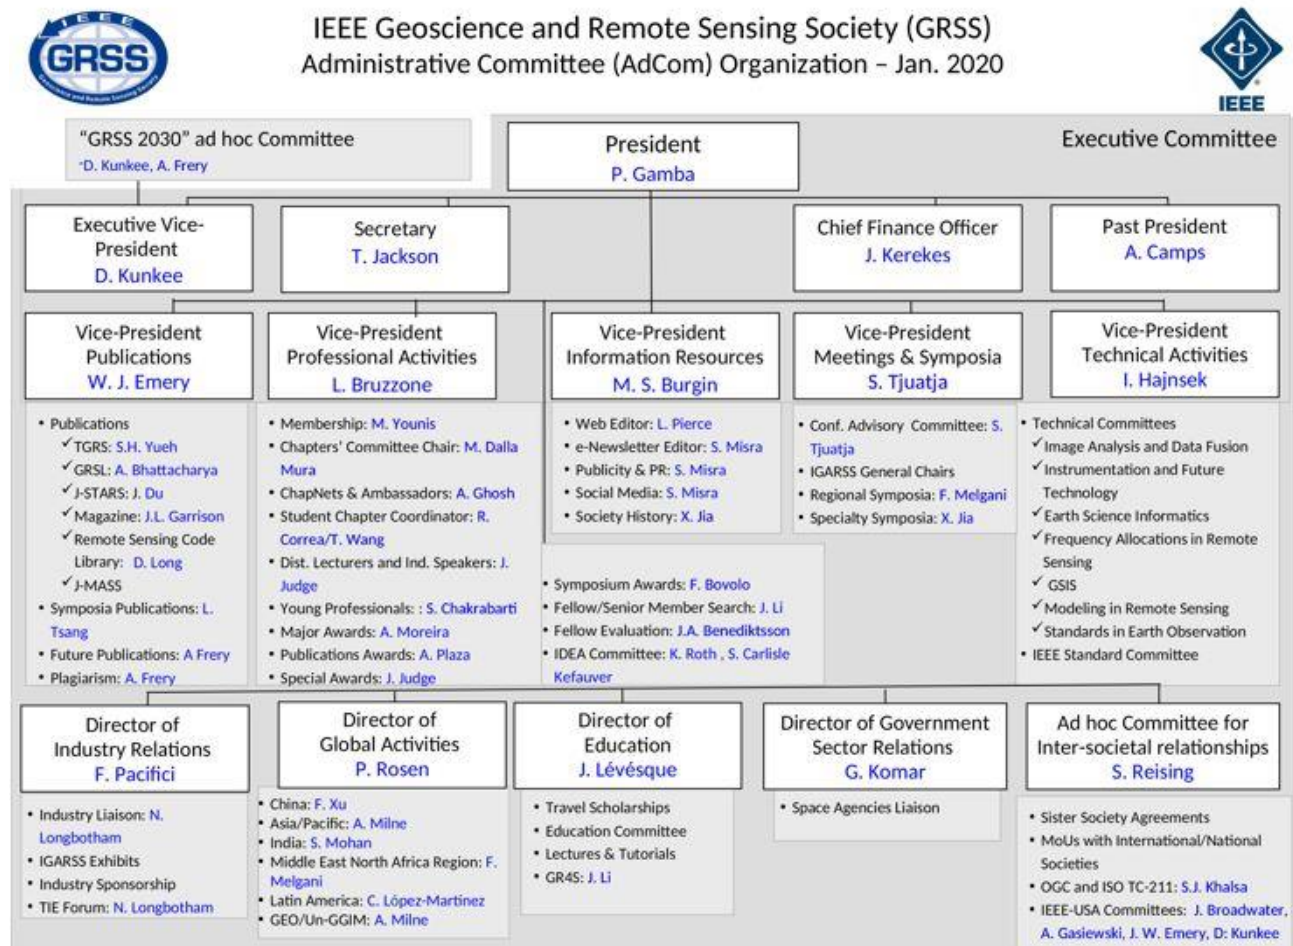 IEEE
GRSS
Geoscience and Remote Sensing Society
IEEE Geoscience and Remote Sensing Society (GRSS)
Administrative Committee (AdCom) Organization – Jan. 2020
IEEE
"GRSS 2030" ad hoc Committee
D. Kunkee, A. Frery
President
P. Gamba
Executive Committee
Executive Vice-
President
D. Kunkee
Secretary
T. Jackson
Chief Finance Officer
J. Kerekes
Past President
A. Camps
Vice-President
Publications
W. J. Emery
Vice-President
Professional Activities
L. Bruzzone
Vice-President
Information Resources
M. S. Burgin
Vice-President
Meetings & Symposia
S. Tjuatja
Vice-President
Technical Activities
I. Hajnsek
• Publications
✓TGRS: S.H. Yueh
✓GRSL: A. Bhattacharya
✓J-STARS: J. Du
✓Magazine: J.L. Garrison
✓Remote Sensing Code
Library: D. Long
✓J-MASS
• Symposia Publications: L.
Tsang
• Future Publications: A Frery
• Plagiarism: A. Frery
• Membership: M. Younis
• Chapters' Committee Chair: M. Dalla
Mura
• ChapNets & Ambassadors: A. Ghosh
• Student Chapter Coordinator: R.
Correa/T. Wang
• Dist. Lecturers and Ind. Speakers: J.
Judge
• Young Professionals: : S. Chakrabarti
• Major Awards: A. Moreira
• Publications Awards: A. Plaza
• Special Awards: J. Judge
• Web Editor: L. Pierce
• e-Newsletter Editor: S. Misra
• Publicity & PR: S. Misra
• Social Media: S. Misra
• Society History: X. Jia
• Symposium Awards: F. Bovolo
• Fellow/Senior Member Search: J. Li
• Fellow Evaluation: J.A. Benediktsson
• IDEA Committee: K. Roth , S. Carlisle
Kefauver
• Conf. Advisory Committee: S.
Tjuatja
• IGARSS General Chairs
• Regional Symposia: F. Melgani
• Specialty Symposia: X. Jia
• Technical Committees
✓Image Analysis and Data Fusion
✓Instrumentation and Future
Technology
✓Earth Science Informatics
✓Frequency Allocations in Remote
Sensing
✓ GSIS
✓Modeling in Remote Sensing
✓Standards in Earth Observation
• IEEE Standard Committee
Director of
Industry Relations
F. Pacifici
Director of
Global Activities
P. Rosen
Director of
Education
J. Lévésque
Director of Government
Sector Relations
G. Komar
Ad hoc Committee for
Inter-societal relationships
S. Reising
• Industry Liaison: N.
Longbotham
• IGARSS Exhibits
• Industry Sponsorship
• TIE Forum: N. Longbotham
• China: F. Xu
• Asia/Pacific: A. Milne
• India: S. Mohan
• Middle East North Africa Region: F.
Melgani
• Latin America: C. López-Martínez
• GEO/Un-GGIM: A. Milne
• Travel Scholarships
• Education Committee
• Lectures & Tutorials
• GR4S: J. Li
• Space Agencies Liaison
• Sister Society Agreements
• MoUs with International/National
Societies
• OGC and ISO TC-211: S.J. Khalsa
• IEEE-USA Committees: J. Broadwater,
A. Gasiewski, J. W. Emery, D: Kunkee